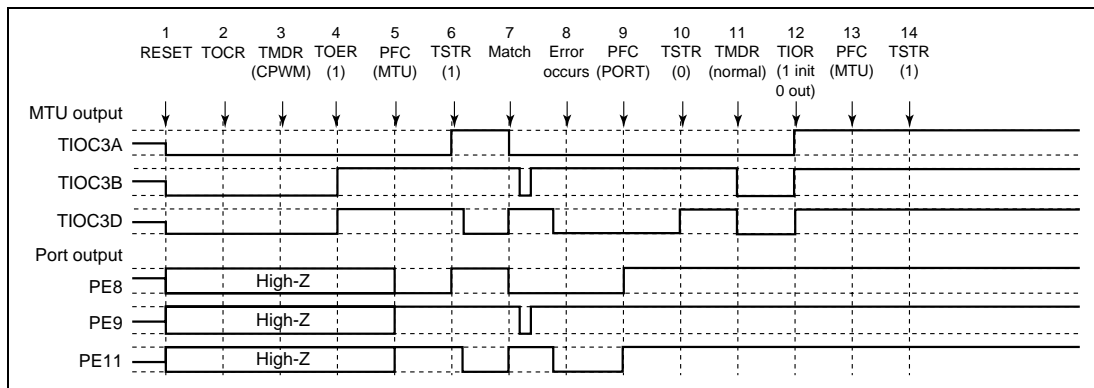 1 2 3 4 5 6 7 8 9 10 11 12 13 14
RESET TOCR TMDR TOER PFC TSTR Match Error PFC TSTR TMDR TIOR PFC TSTR
(CPWM) (1) (MTU) (1) occurs (PORT) (0) (normal) (1 init (MTU) (1)
0 out)
MTU output
TIOC3A
TIOC3B
TIOC3D
Port output
PE8 High-Z
PE9 High-Z
PE11 High-Z